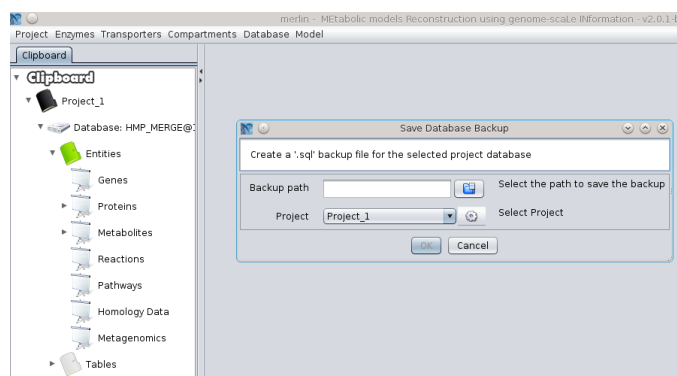 merlin - MEtabolic models Reconstruction using genome-scaLe INformation - v2.0.1-
Project Enzymes Transporters Compartments Database Model
Clipboard
Clipboard
Project_1
Database: HMP_MERGE@
Entities
Genes
Proteins
Metabolites
Reactions
Pathways
Homology Data
Metagenomics
Tables
Save Database Backup
Create a '.sql' backup file for the selected project database
Backup path Select the path to save the backup
Project Project_1 Select Project
OK Cancel